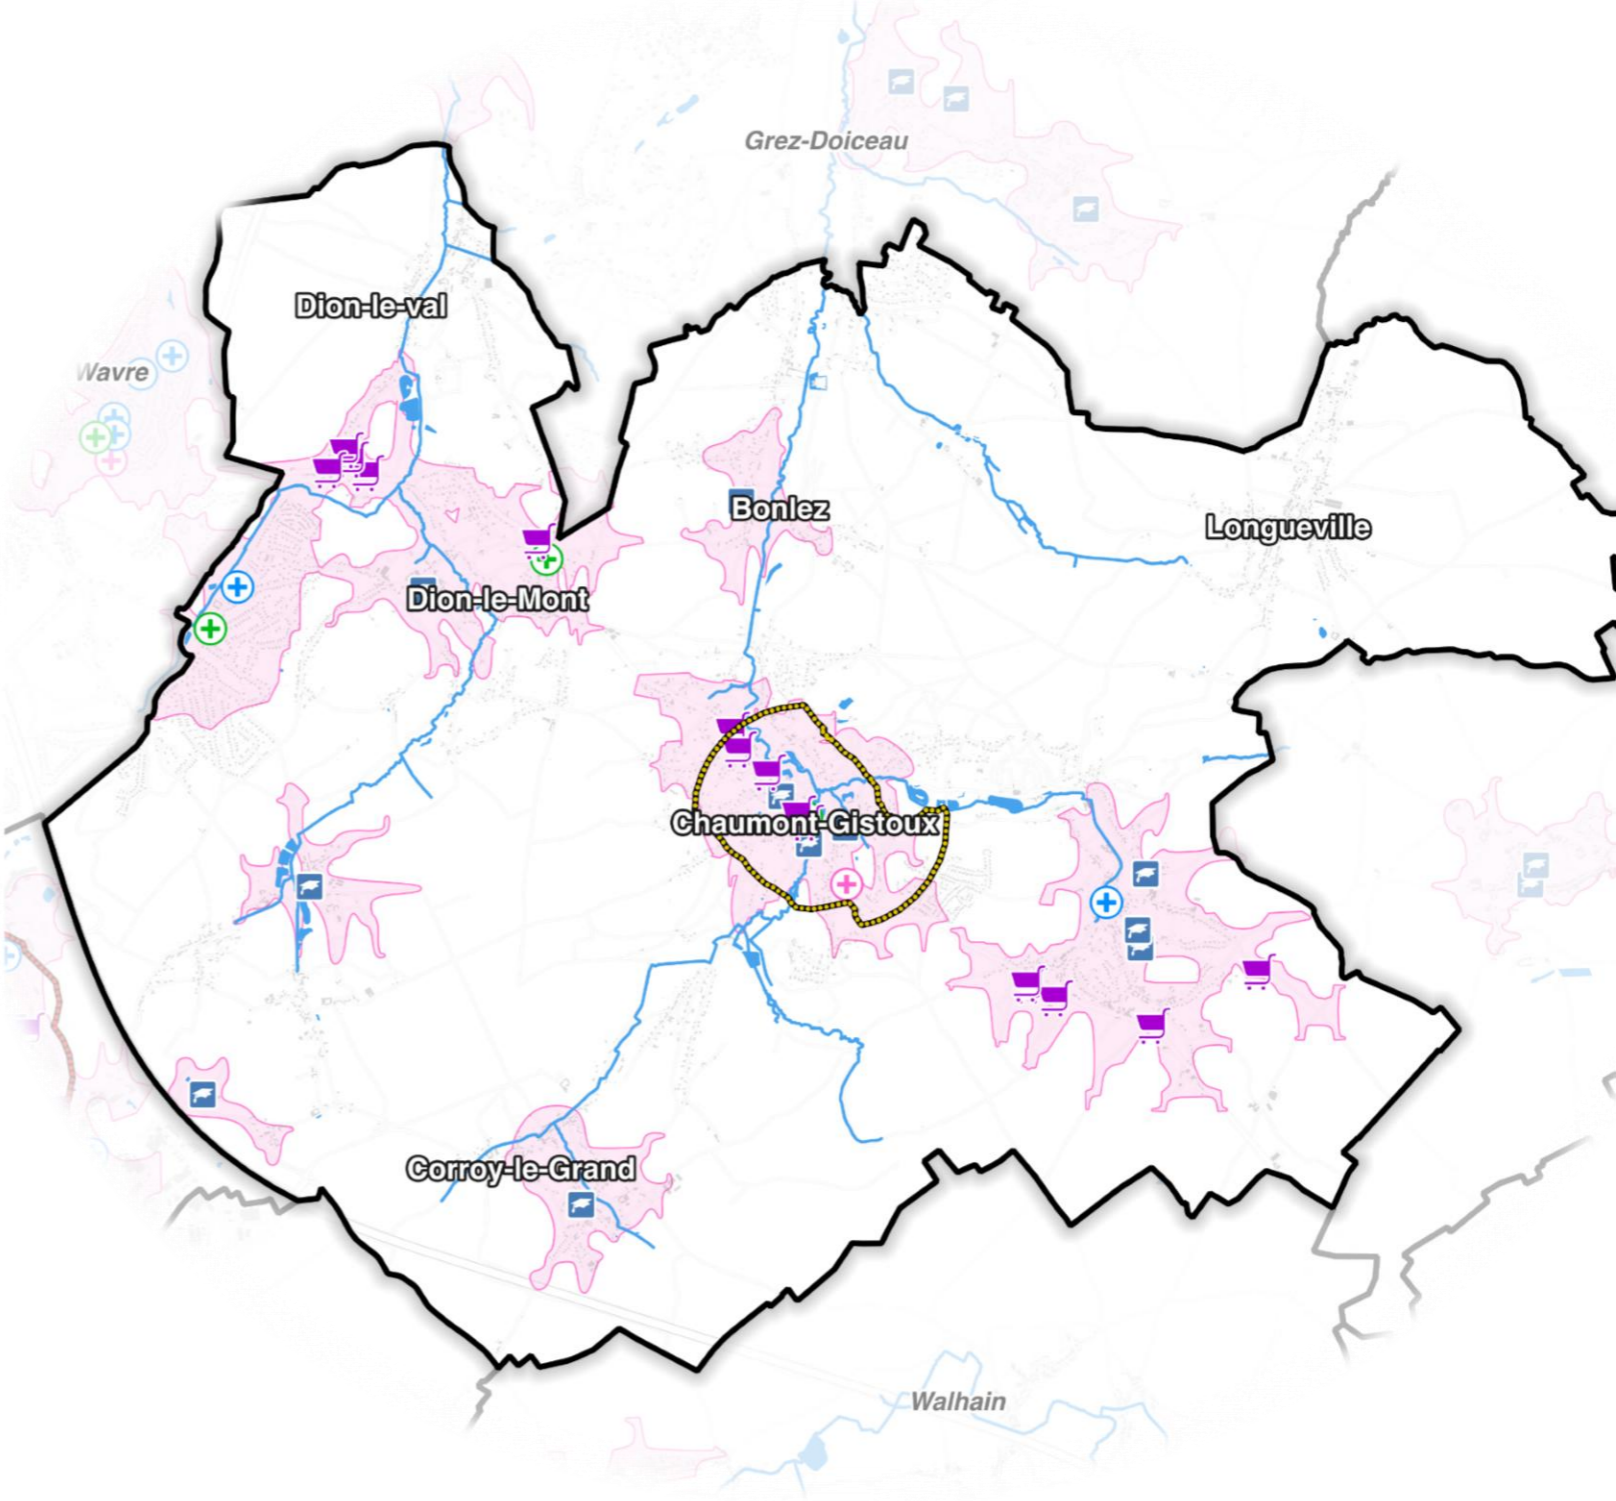 Grez-Doiceau
Dion-le-val
Wavre
Bonlez
Longueville
Dion-le-Mont
Chaumont-Gistoux
Corroy-le-Grand
Walhain